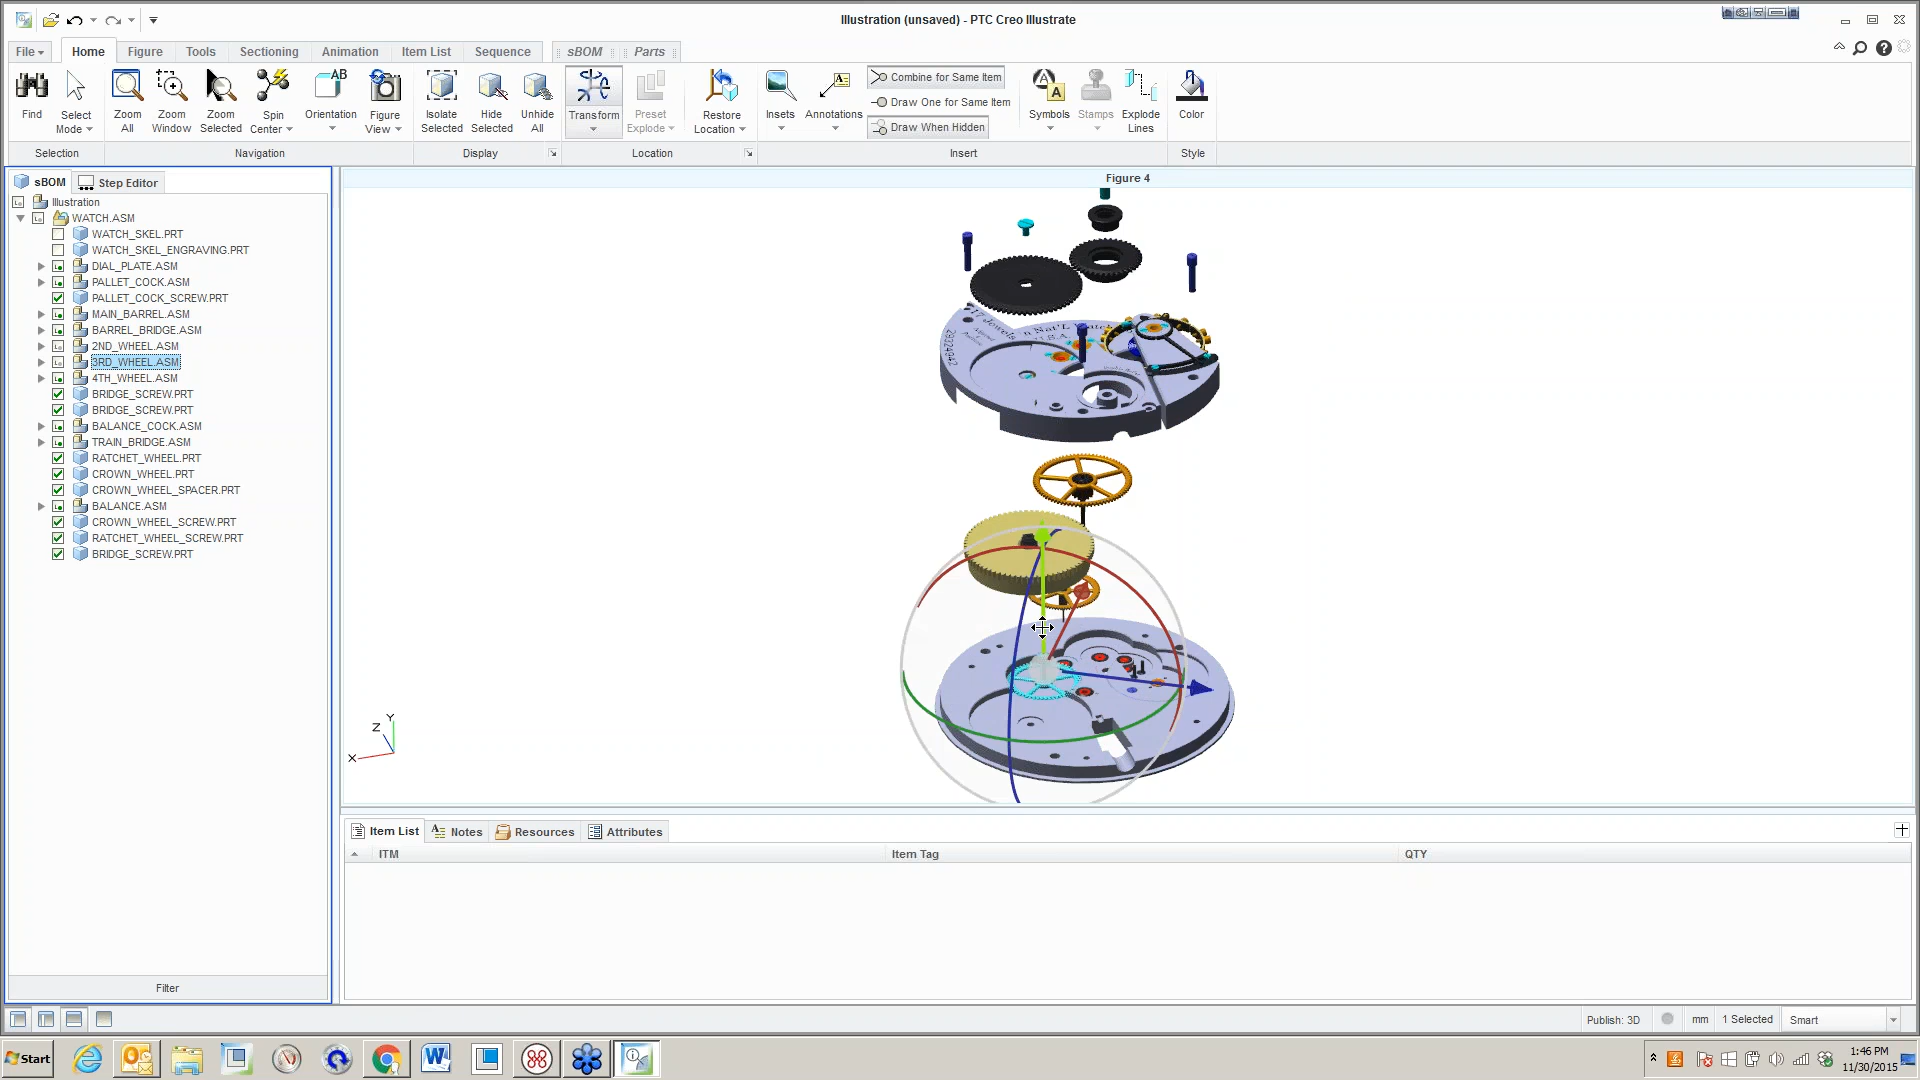 Illustration (unsaved) - PTC Creo Illustrate
File Home Figure Tools Sectioning Animation Item List Sequence sBOM Parts
Find
Select Mode
Zoom All
Zoom Window
Zoom Selected
Spin Center
Orientation
Figure View
Isolate Selected
Hide Selected
Unhide All
Transform
Preset Explode
Restore Location
Insets
Annotations
Combine for Same Item
Draw One for Same Item
Draw When Hidden
Symbols
Stamps
Explode Lines
Color
Selection Navigation Display Location Insert Style
sBOM Step Editor
Illustration
WATCH.ASM
WATCH_SKEL.PRT
WATCH_SKEL_ENGRAVING.PRT
DIAL_PLATE.ASM
PALLET_COCK.ASM
PALLET_COCK_SCREW.PRT
MAIN_BARREL.ASM
BARREL_BRIDGE.ASM
2ND_WHEEL.ASM
3RD_WHEEL.ASM
4TH_WHEEL.ASM
BRIDGE_SCREW.PRT
BRIDGE_SCREW.PRT
BALANCE_COCK.ASM
TRAIN_BRIDGE.ASM
RATCHET_WHEEL.PRT
CROWN_WHEEL.PRT
CROWN_WHEEL_SPACER.PRT
BALANCE.ASM
CROWN_WHEEL_SCREW.PRT
RATCHET_WHEEL_SCREW.PRT
BRIDGE_SCREW.PRT
Filter
Figure 4
17 Jewels
n Nat'L Watch
U.S.A.
29324942
Y
Z
X
Item List Notes Resources Attributes
ITM Item Tag QTY
Publish: 3D mm 1 Selected Smart
Start
1:46 PM
11/30/2015